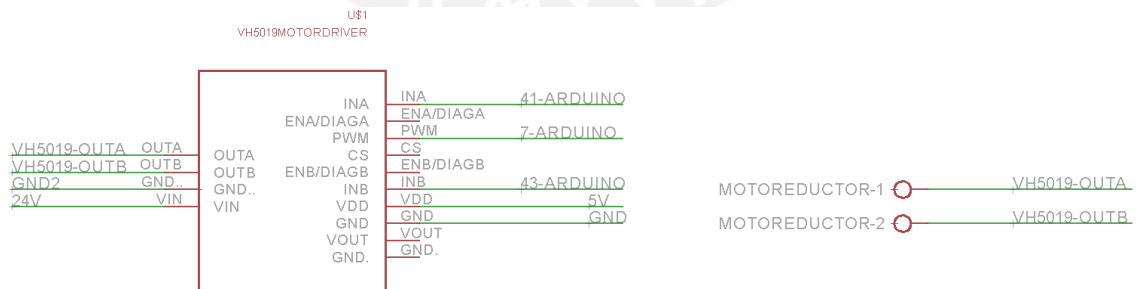 U$1
VH5019MOTORDRIVER
INA INA 41-ARDUINO
ENA/DIAGA ENA/DIAGA
PWM PWM 7-ARDUINO
VH5019-OUTA OUTA OUTA CS CS
VH5019-OUTB OUTB OUTB ENB/DIAGB ENB/DIAGB
GND2 GND.. GND.. INB INB 43-ARDUINO
24V VIN VIN VDD VDD 5V
GND GND GND
VOUT VOUT
GND. GND.
MOTOREDUCTOR-1 VH5019-OUTA
MOTOREDUCTOR-2 VH5019-OUTB